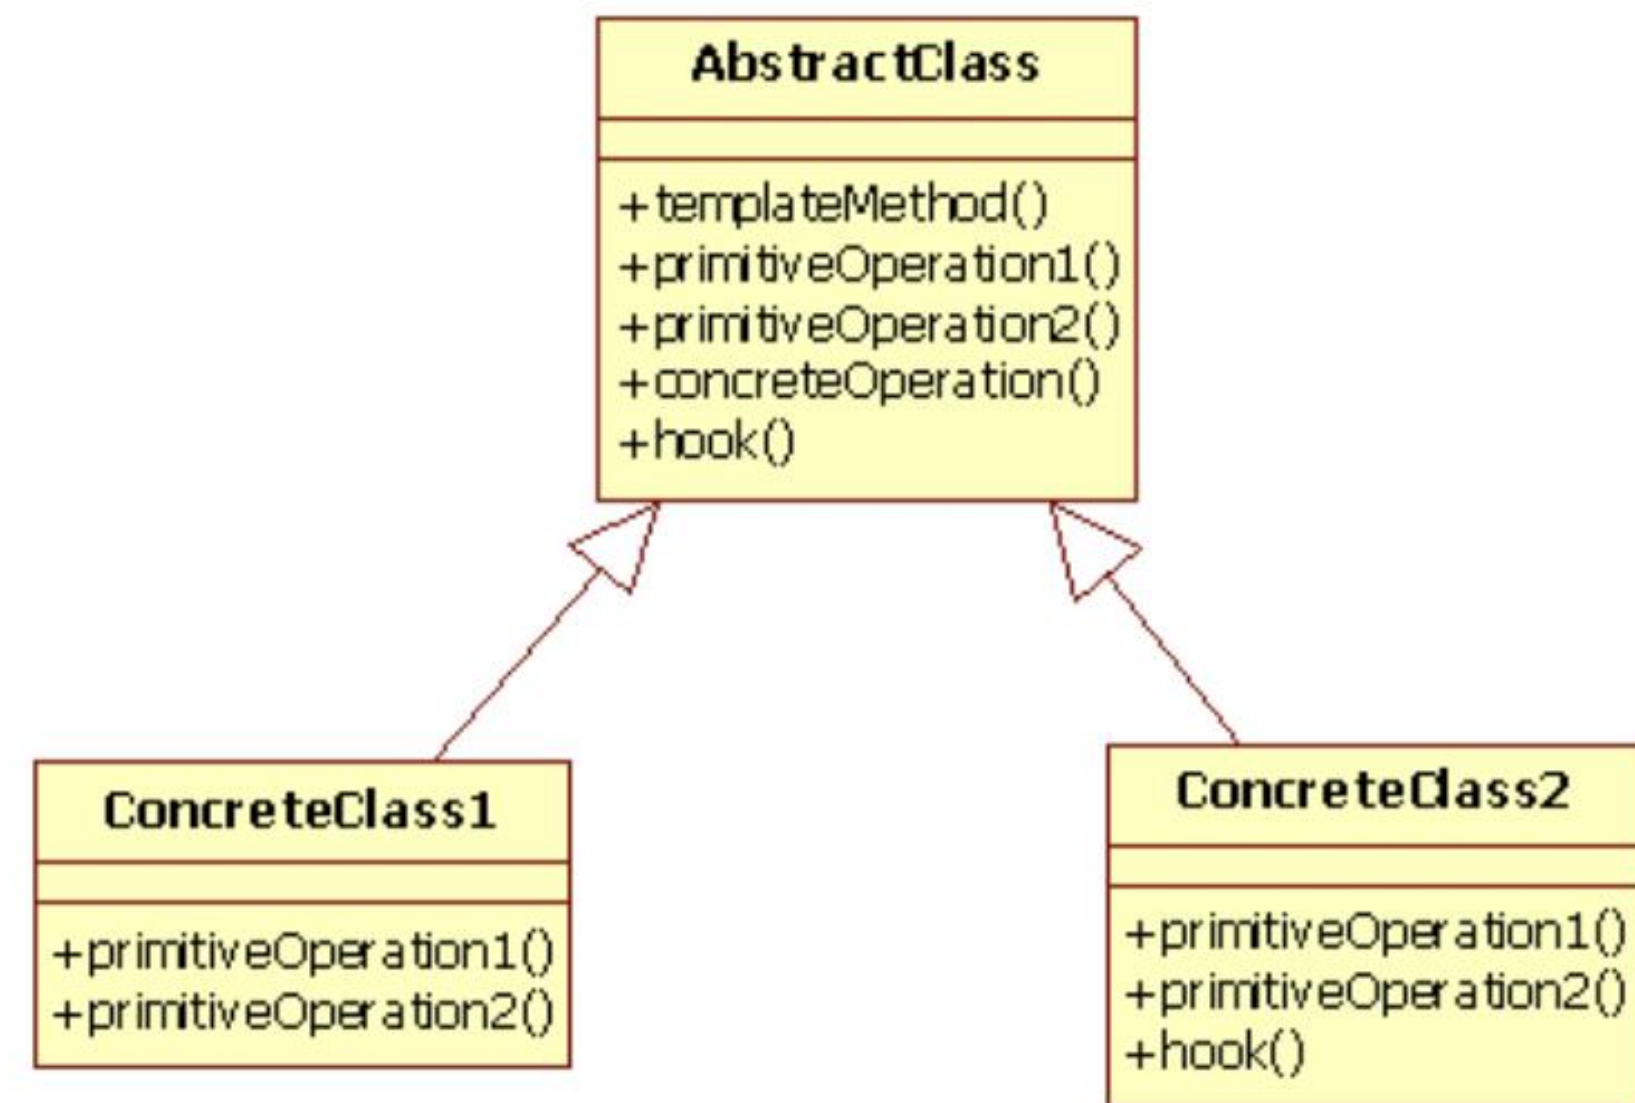 AbstractClass
+templateMethod()
+primitiveOperation1()
+primitiveOperation2()
+concreteOperation()
+hook()
ConcreteClass1
+primitiveOperation1()
+primitiveOperation2()
ConcreteClass2
+primitiveOperation1()
+primitiveOperation2()
+hook()